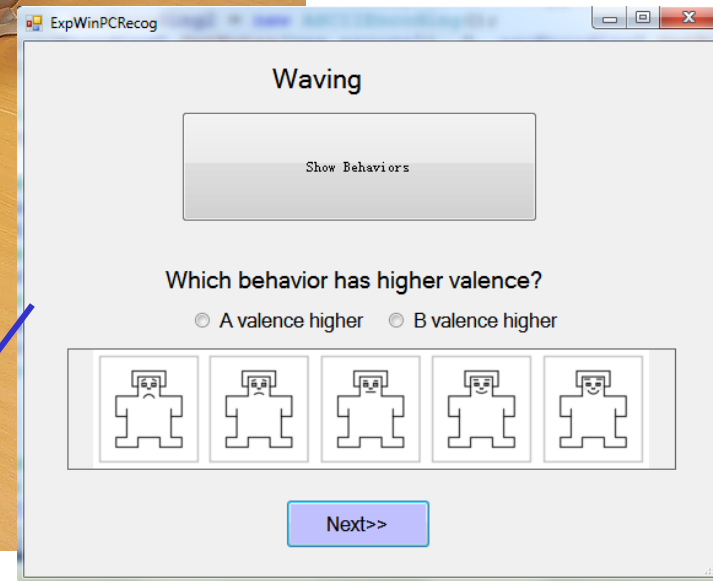 ExpWinPCRecog
Waving
Show Behaviors
Which behavior has higher valence?
A valence higher B valence higher
Next>>